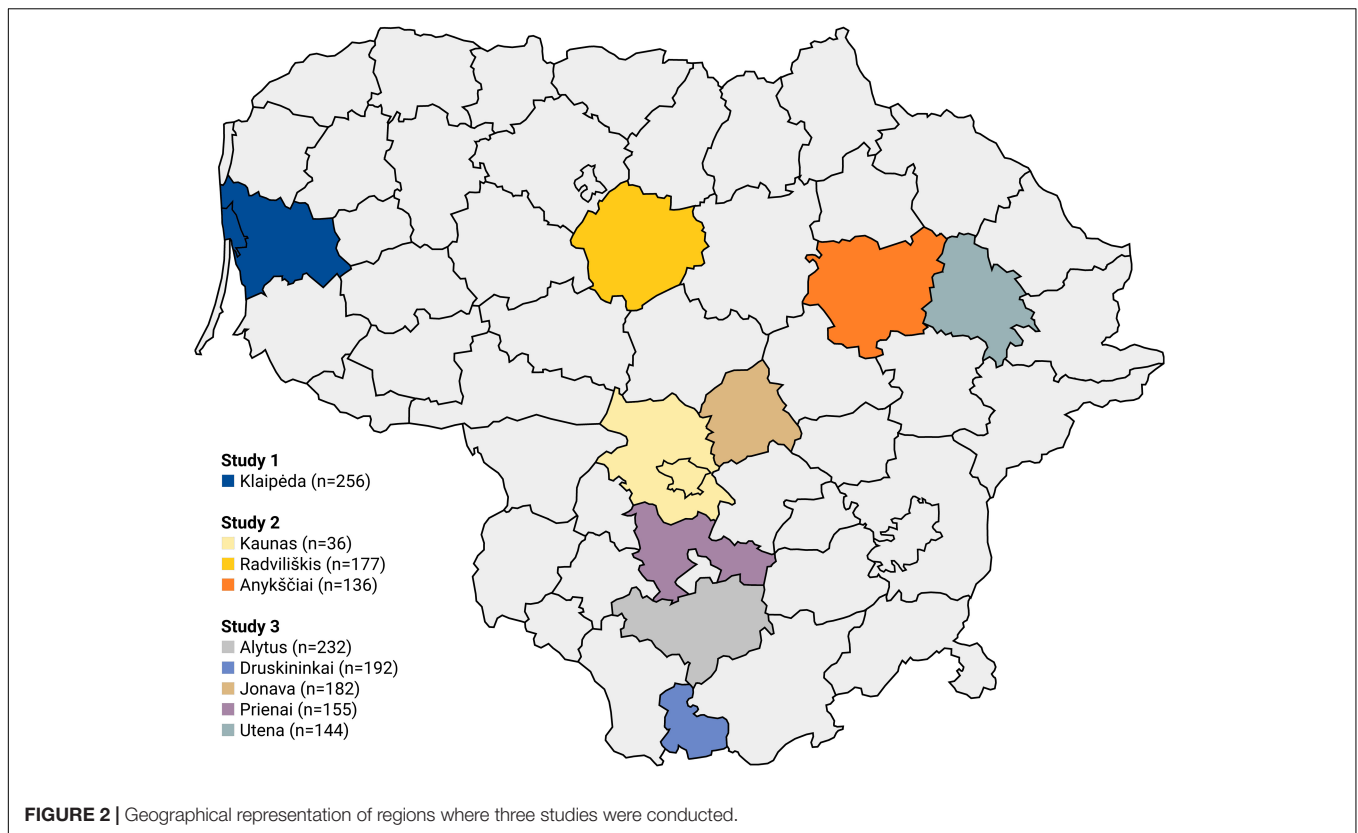 Study 1
Klaipėda (n=256)
Study 2
Kaunas (n=36)
Radviliškis (n=177)
Anykščiai (n=136)
Study 3
Alytus (n=232)
Druskininkai (n=192)
Jonava (n=182)
Prienai (n=155)
Utena (n=144)
FIGURE 2 | Geographical representation of regions where three studies were conducted.